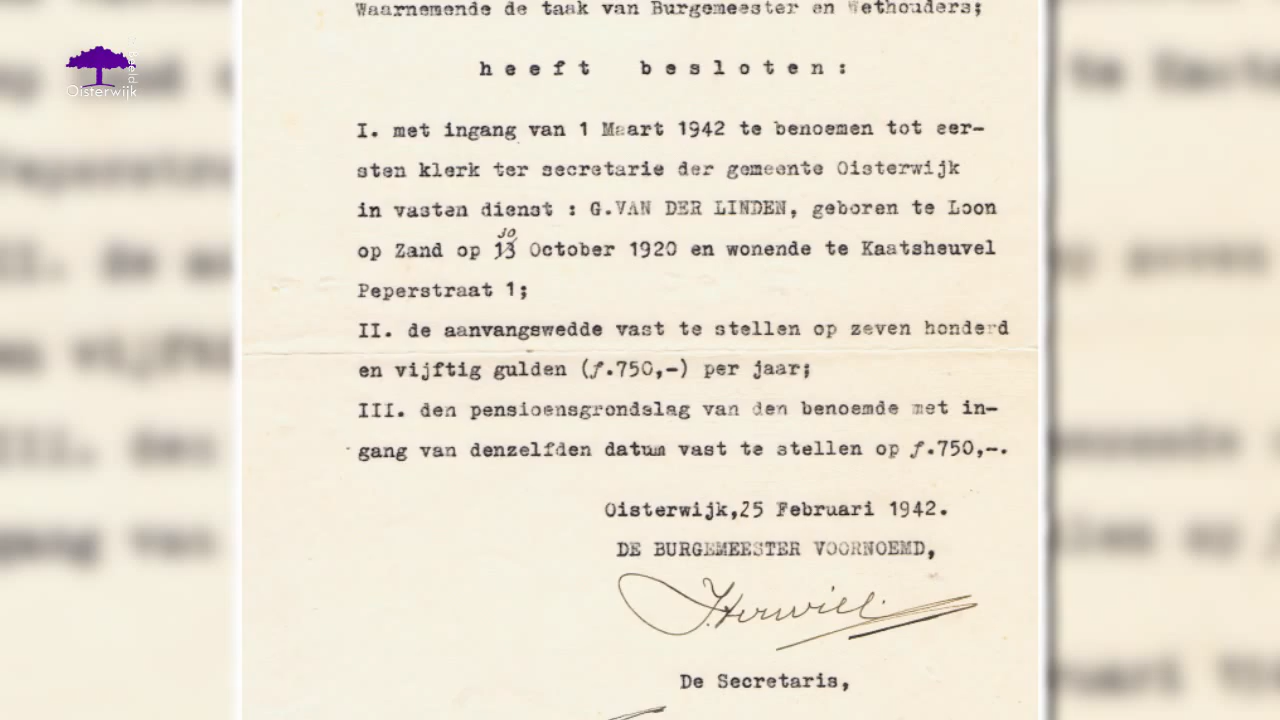 Waarnemende de taak van Burgemeester en Wethouders;
heeft besloten:
I. met ingang van 1 Maart 1942 te benoemen tot eer-
sten klerk ter secretarie der gemeente Oisterwijk
in vasten dienst : G.VAN DER LINDEN, geboren te Loon
30
op Zand op 13 October 1920 en wonende te Kaatsheuvel
Peperstraat 1;
II. de aanvangswedde vast te stellen op zeven honderd
en vijftig gulden (ƒ.750,-) per jaar;
III. den pensioensgrondslag van den benoemde met in-
gang van denzelfden datum vast te stellen op ƒ.750,-.
Oisterwijk,25 Februari 1942.
DE BURGEMEESTER VOORNOEMD,
De Secretaris,
Oisterwijk